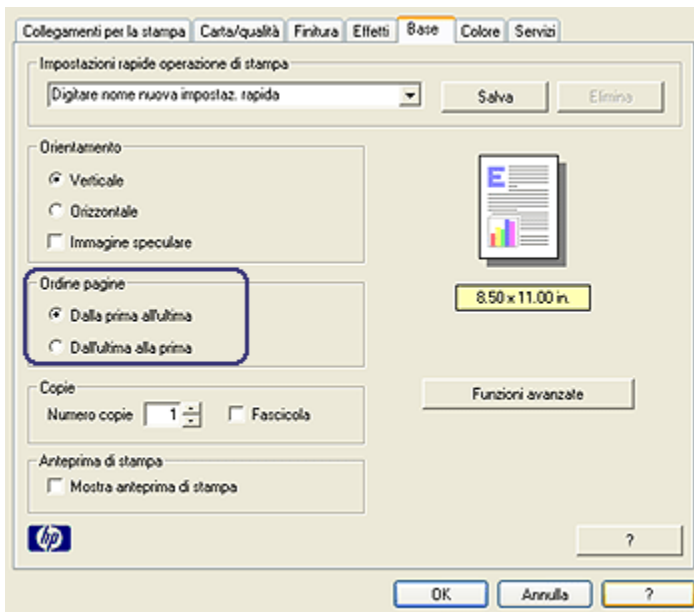 Collegamenti per la stampa Carta/qualità Finitura Effetti Base Colore Servizi
Impostazioni rapide operazione di stampa
Digitare nome nuova impostaz. rapida Salva Elimina
Orientamento
Verticale
Orizzontale
Immagine speculare
E
Ordine pagine
8.50 x 11.00 in.
Dalla prima all'ultima
Dall'ultima alla prima
Copie
Numero copie 1 Fascicola
Funzioni avanzate
Anteprima di stampa
Mostra anteprima di stampa
hp ?
OK Annulla ?